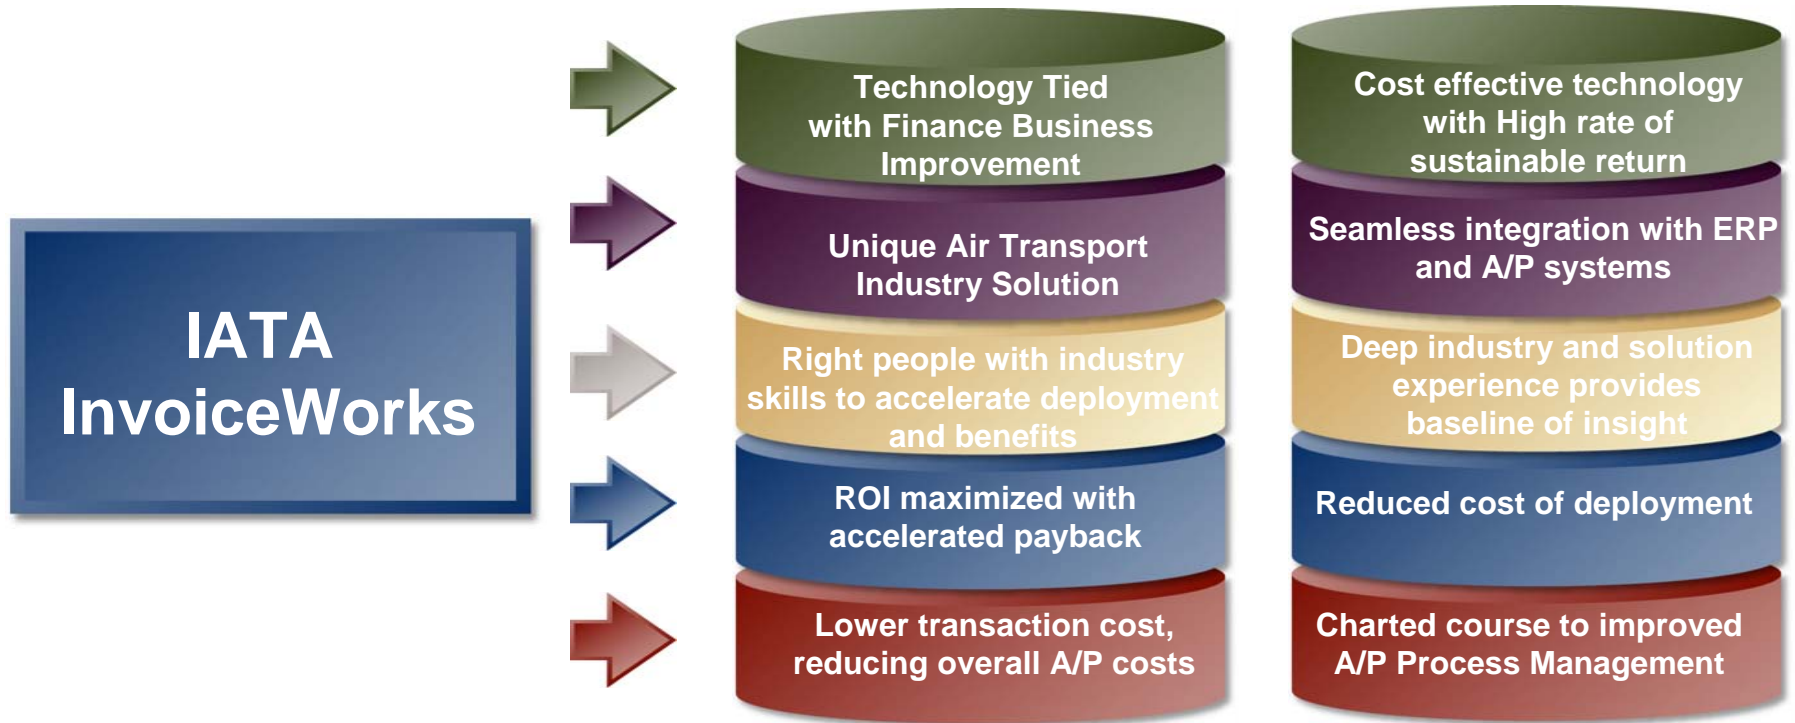 IATA
InvoiceWorks
Technology Tied
with Finance Business
Improvement
Unique Air Transport
Industry Solution
Right people with industry
skills to accelerate deployment
and benefits
ROI maximized with
accelerated payback
Lower transaction cost,
reducing overall A/P costs
Cost effective technology
with High rate of
sustainable return
Seamless integration with ERP
and A/P systems
Deep industry and solution
experience provides
baseline of insight
Reduced cost of deployment
Charted course to improved
A/P Process Management